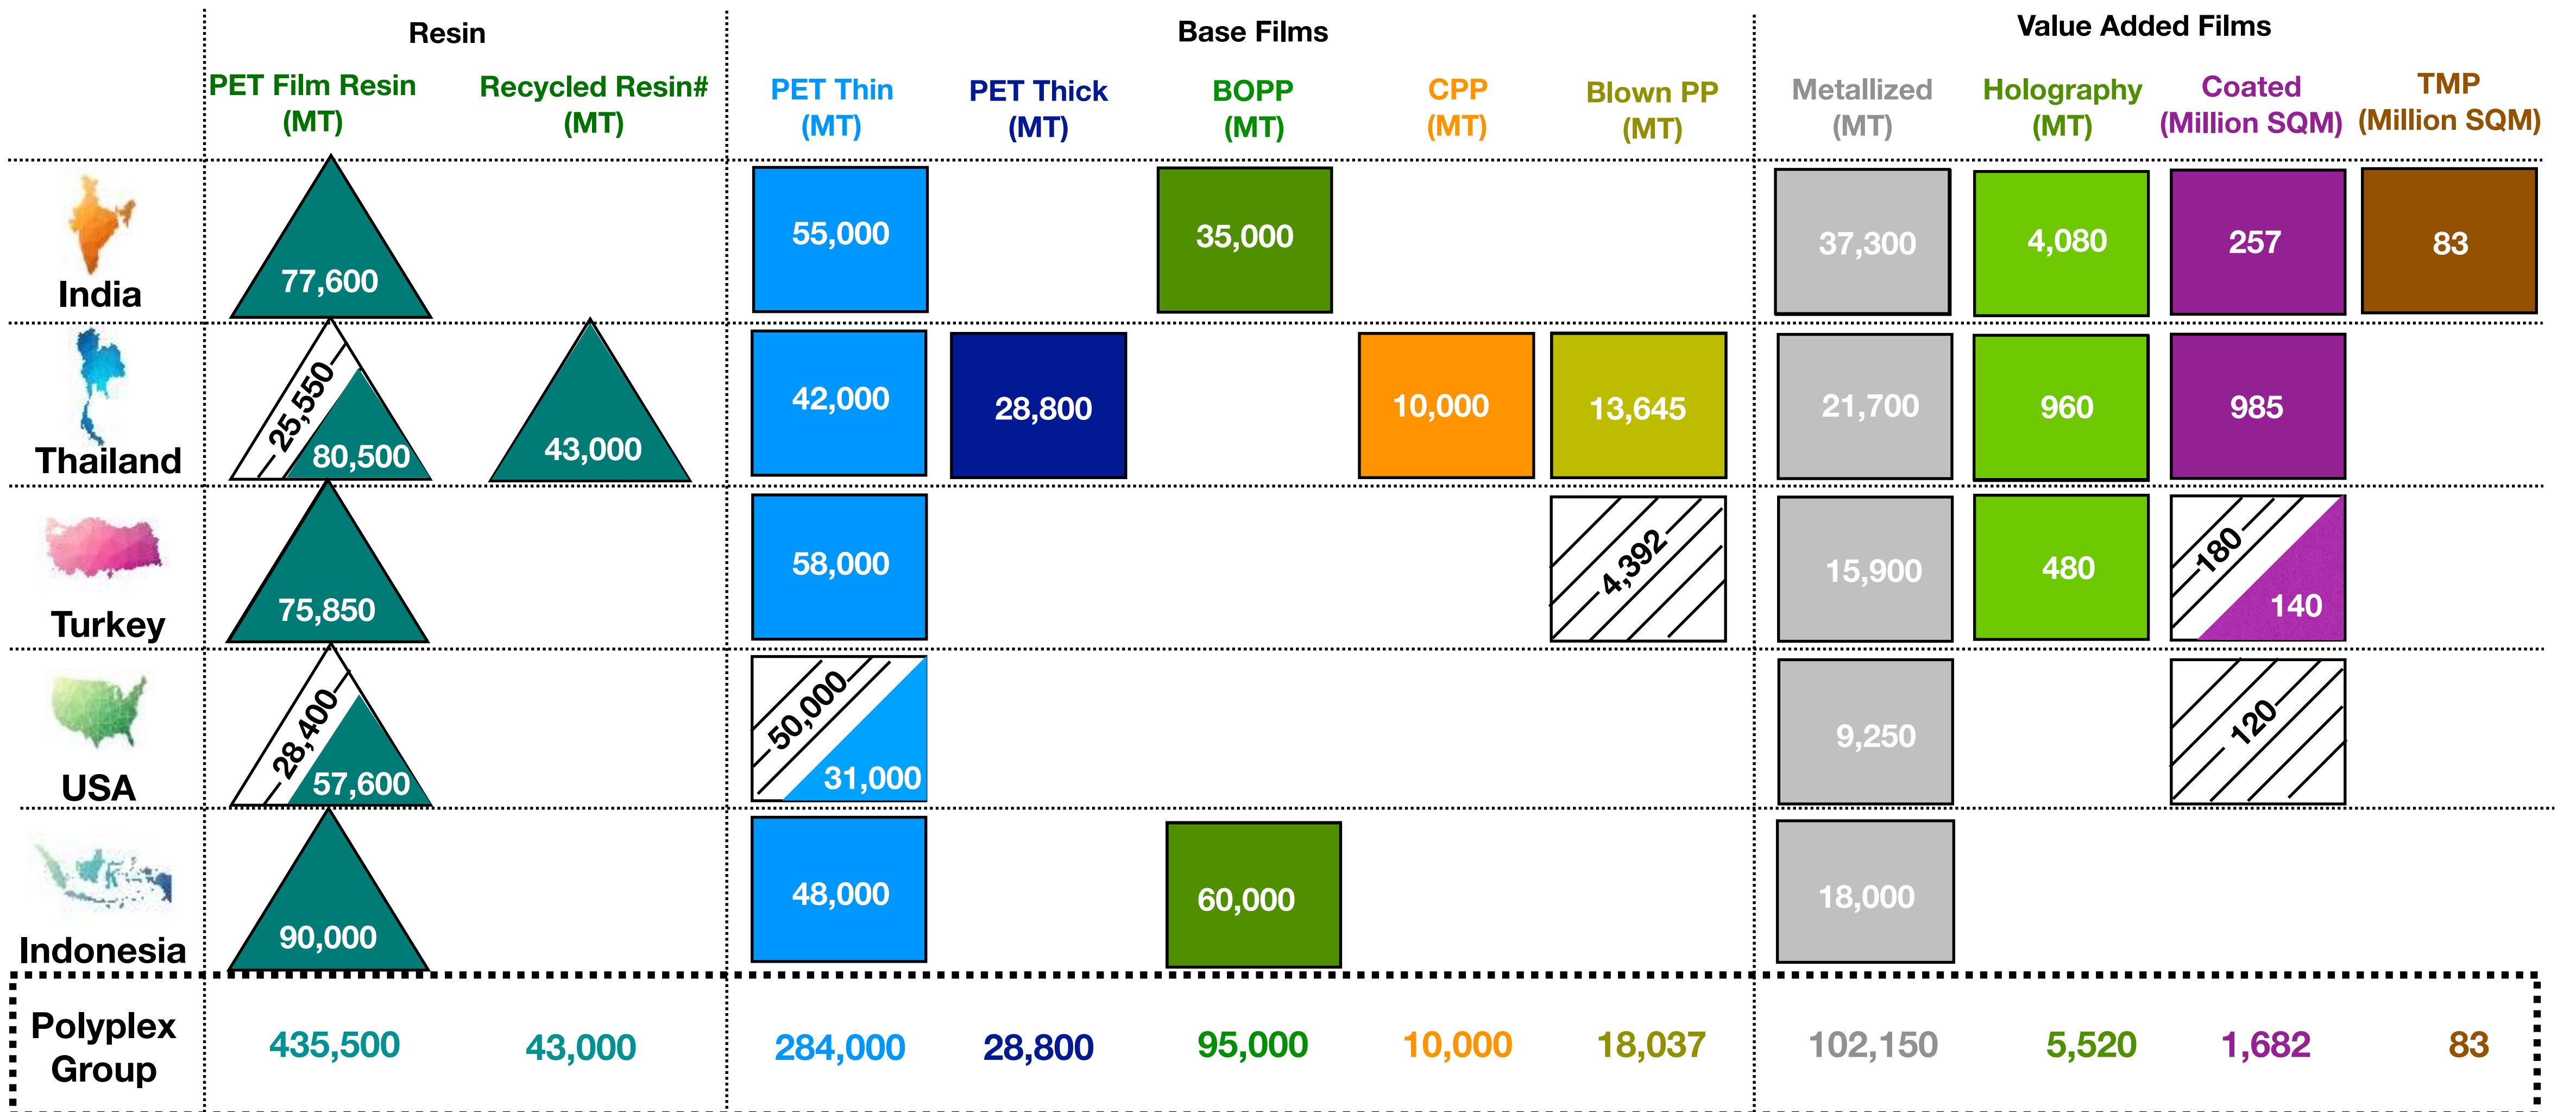 Resin
Base Films
Value Added Films
PET Film Resin
(MT)
Recycled Resin#
(MT)
PET Thin
(MT)
PET Thick
(MT)
BOPP
(MT)
CPP
(MT)
Blown PP
(MT)
Metallized
(MT)
Holography
(MT)
Coated
(Million SQM)
TMP
(Million SQM)
India
77,600
55,000
35,000
37,300
4,080
257
83
Thailand
25,550
80,500
43,000
42,000
28,800
10,000
13,645
21,700
960
985
Turkey
75,850
58,000
4,392
15,900
480
180
140
USA
28,400
57,600
50,000
31,000
9,250
120
Indonesia
90,000
48,000
60,000
18,000
Polyplex
Group
435,500
43,000
284,000
28,800
95,000
10,000
18,037
102,150
5,520
1,682
83